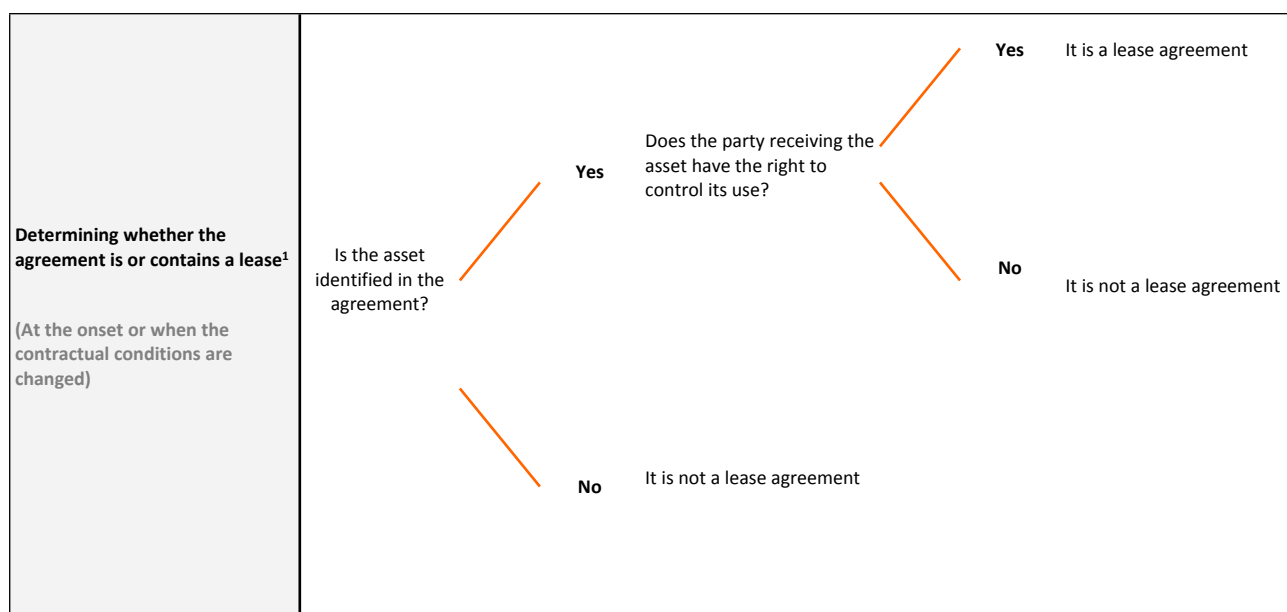 Determining whether the
agreement is or contains a lease¹
(At the onset or when the
contractual conditions are
changed)
Is the asset
identified in the
agreement?
Yes
Does the party receiving the
asset have the right to
control its use?
Yes
It is a lease agreement
No
It is not a lease agreement
No
It is not a lease agreement